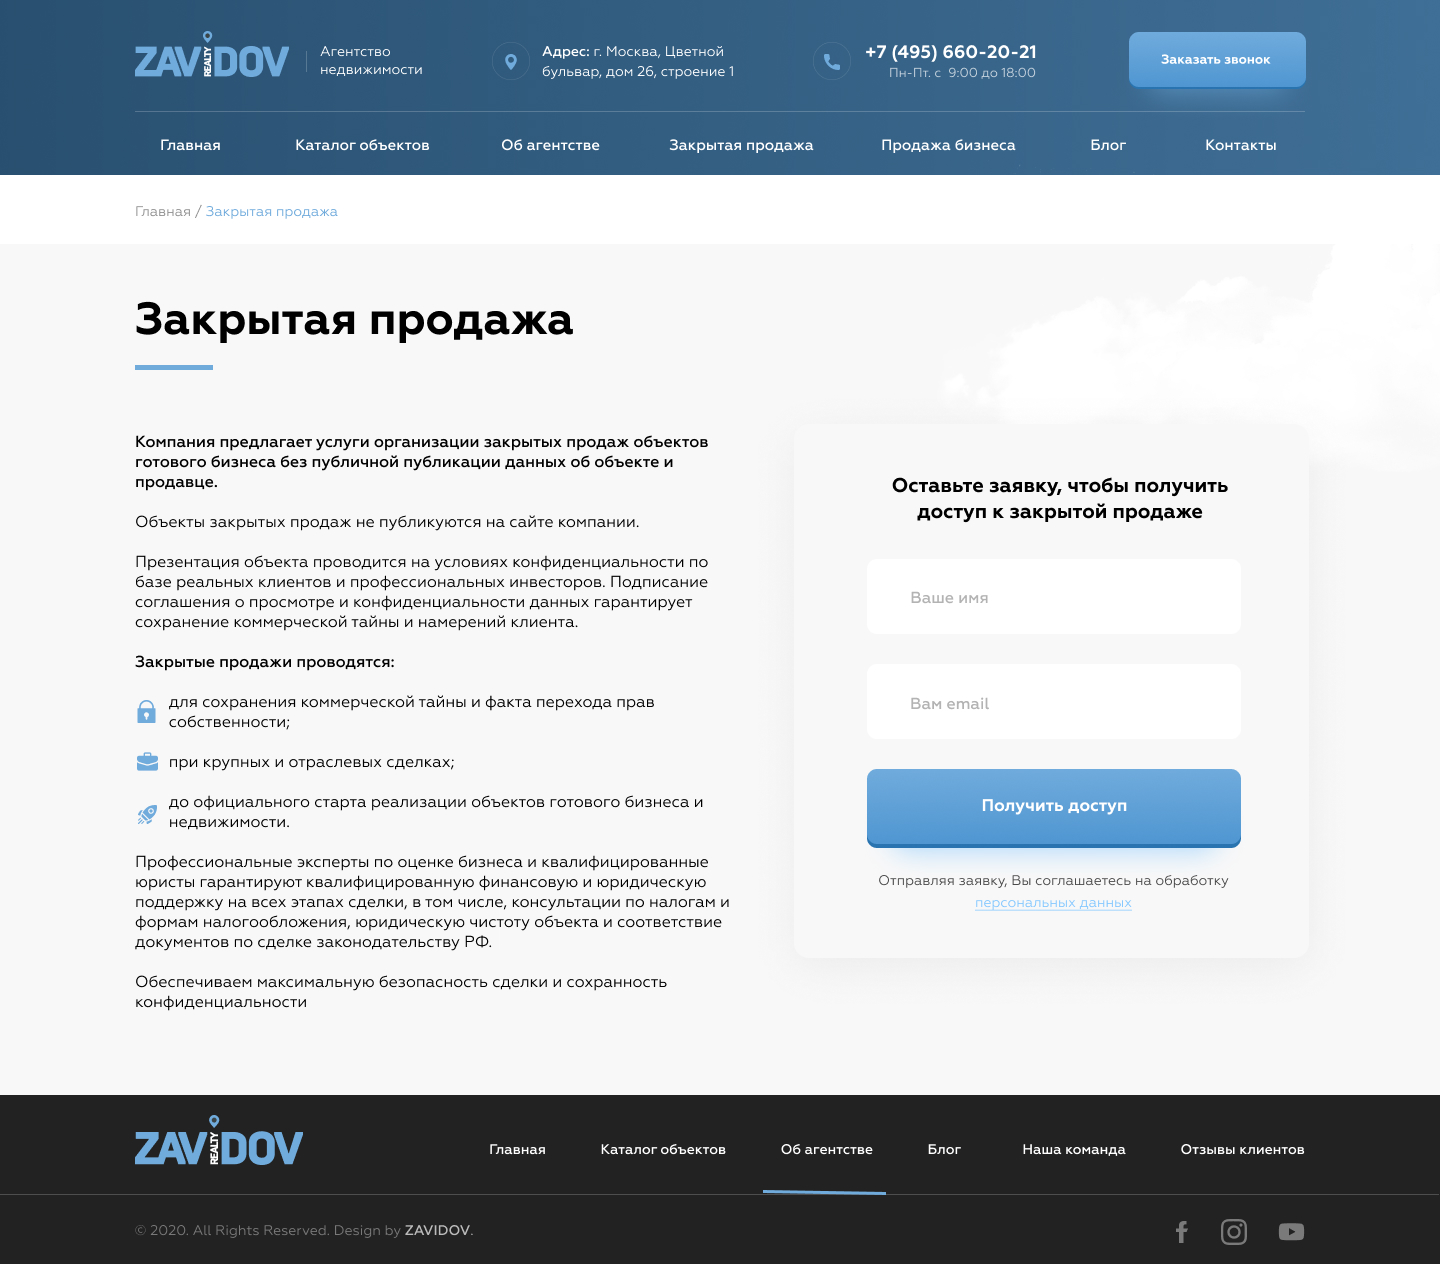 ZAVIDOV
REALTY
Агентство
недвижимости
Адрес: г. Москва, Цветной
бульвар, дом 26, строение 1
+7 (495) 660-20-21
Пн-Пт. с 9:00 до 18:00
Заказать звонок
Главная
Каталог объектов
Об агентстве
Закрытая продажа
Продажа бизнеса
Блог
Контакты
Главная / Закрытая продажа
Закрытая продажа
Компания предлагает услуги организации закрытых продаж объектов
готового бизнеса без публичной публикации данных об объекте и
продавце.
Объекты закрытых продаж не публикуются на сайте компании.
Презентация объекта проводится на условиях конфиденциальности по
базе реальных клиентов и профессиональных инвесторов. Подписание
соглашения о просмотре и конфиденциальности данных гарантирует
сохранение коммерческой тайны и намерений клиента.
Закрытые продажи проводятся:
для сохранения коммерческой тайны и факта перехода прав
собственности;
при крупных и отраслевых сделках;
до официального старта реализации объектов готового бизнеса и
недвижимости.
Профессиональные эксперты по оценке бизнеса и квалифицированные
юристы гарантируют квалифицированную финансовую и юридическую
поддержку на всех этапах сделки, в том числе, консультации по налогам и
формам налогообложения, юридическую чистоту объекта и соответствие
документов по сделке законодательству РФ.
Обеспечиваем максимальную безопасность сделки и сохранность
конфиденциальности
Оставьте заявку, чтобы получить
доступ к закрытой продаже
Ваше имя
Вам email
Получить доступ
Отправляя заявку, Вы соглашаетесь на обработку
персональных данных
ZAVIDOV
REALTY
Главная
Каталог объектов
Об агентстве
Блог
Наша команда
Отзывы клиентов
© 2020. All Rights Reserved. Design by ZAVIDOV.